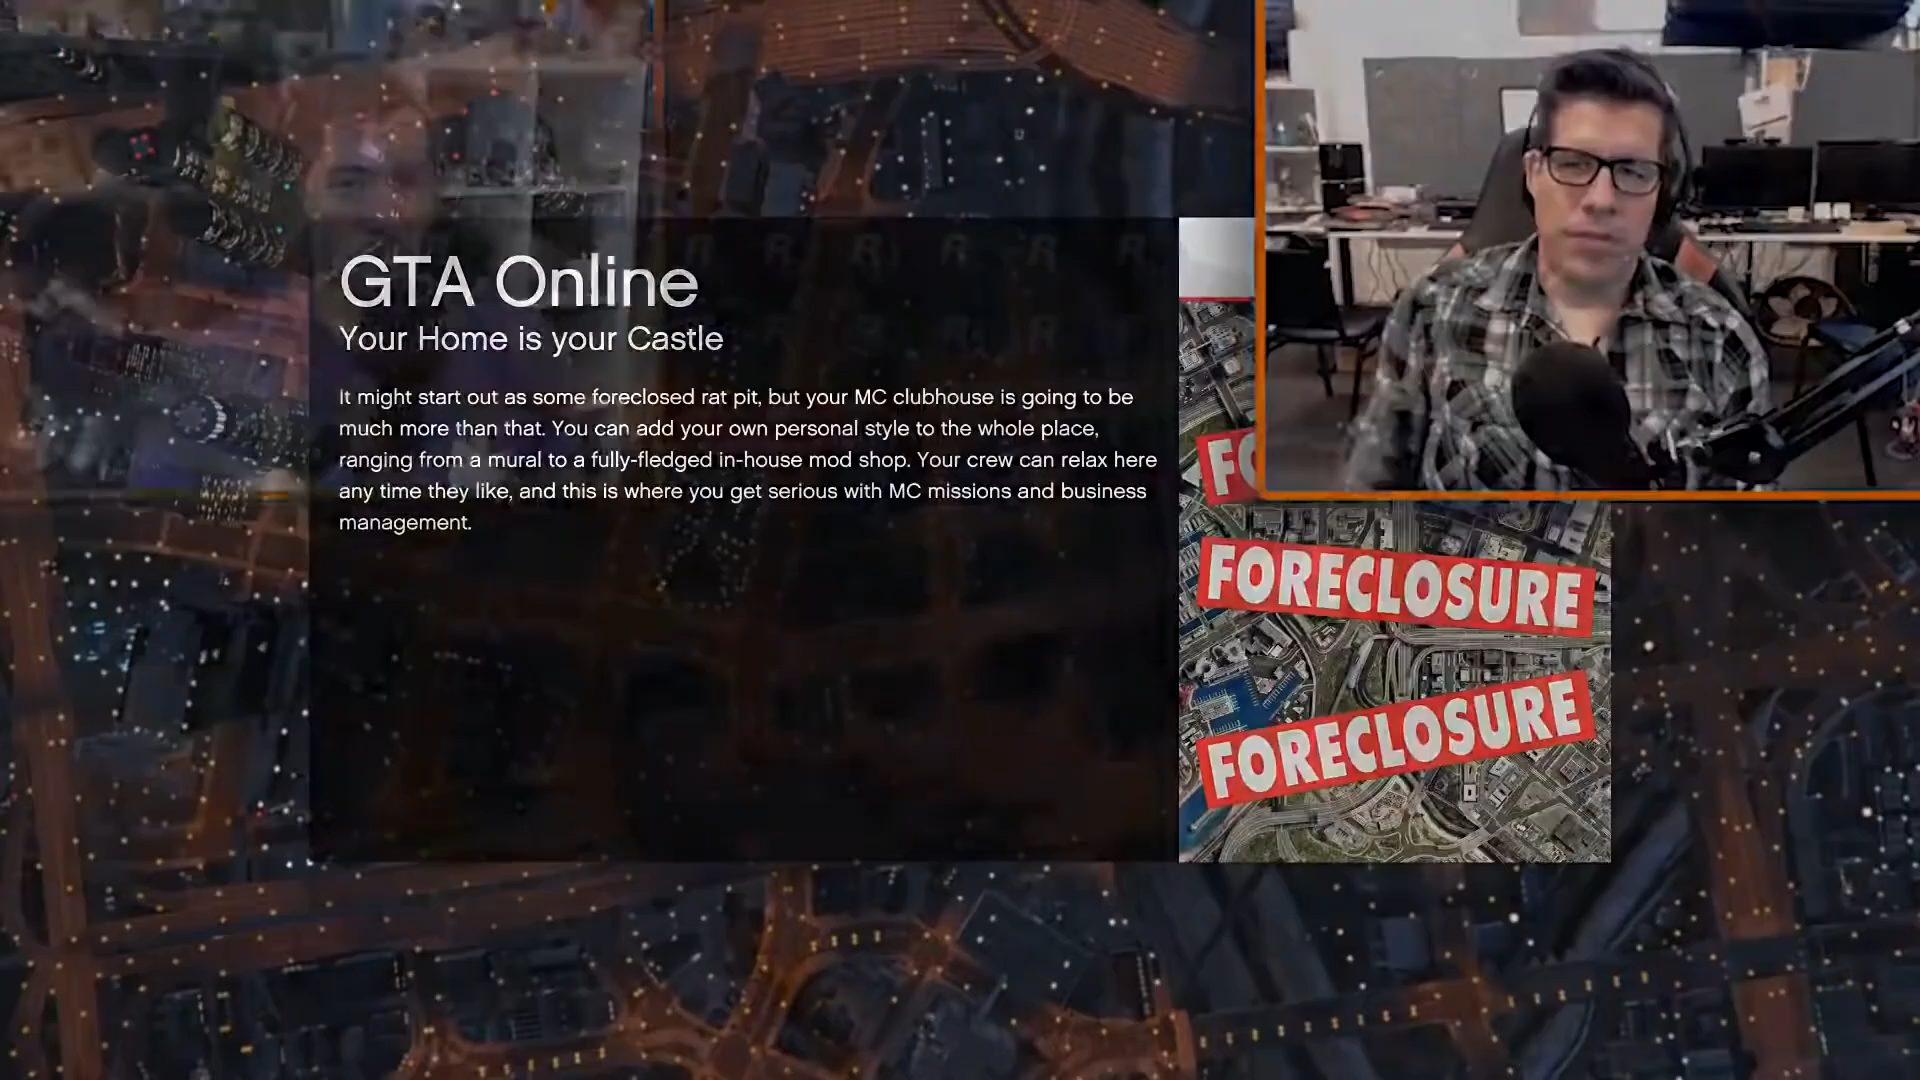 GTA Online
Your Home is your Castle
It might start out as some foreclosed rat pit, but your MC clubhouse is going to be
much more than that. You can add your own personal style to the whole place,
ranging from a mural to a fully-fledged in-house mod shop. Your crew can relax here
any time they like, and this is where you get serious with MC missions and business
management.
FO
FORECLOSURE
FORECLOSURE